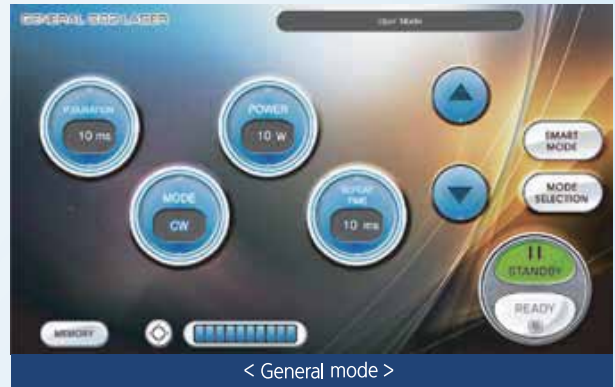 GENERAL CO2 LASER
User Mode
P.DURATION
10 ms
POWER
10 W
SMART
MODE
MODE
CW
REPEAT
TIME
10 ms
MODE
SELECTION
STANDBY
READY
MEMORY
< General mode >